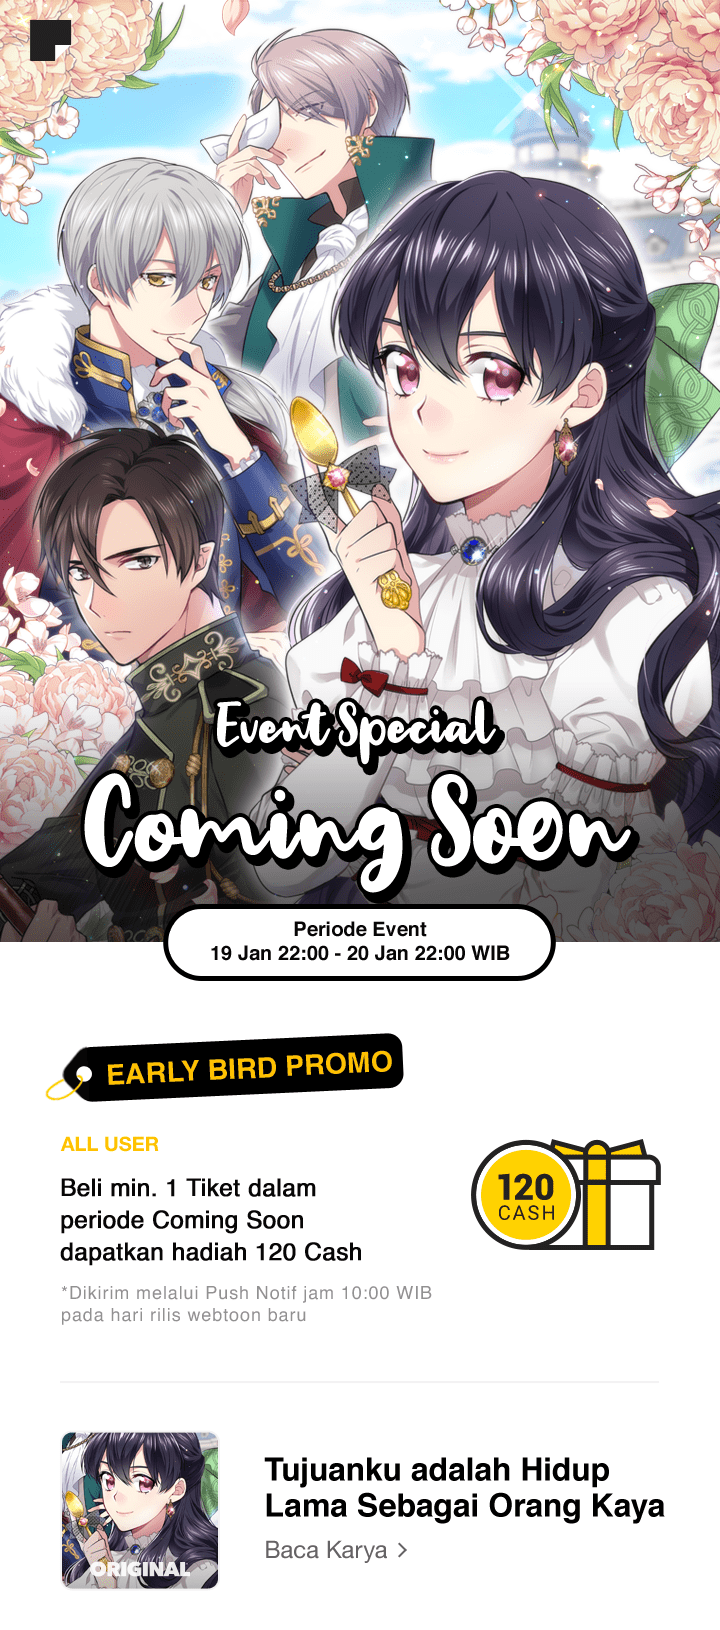 Event Special
Coming Soon
Periode Event
19 Jan 22:00 - 20 Jan 22:00 WIB
EARLY BIRD PROMO
ALL USER
Beli min. 1 Tiket dalam
periode Coming Soon
dapatkan hadiah 120 Cash
120
CASH
*Dikirim melalui Push Notif jam 10:00 WIB
pada hari rilis webtoon baru
ORIGINAL
Tujuanku adalah Hidup
Lama Sebagai Orang Kaya
Baca Karya >